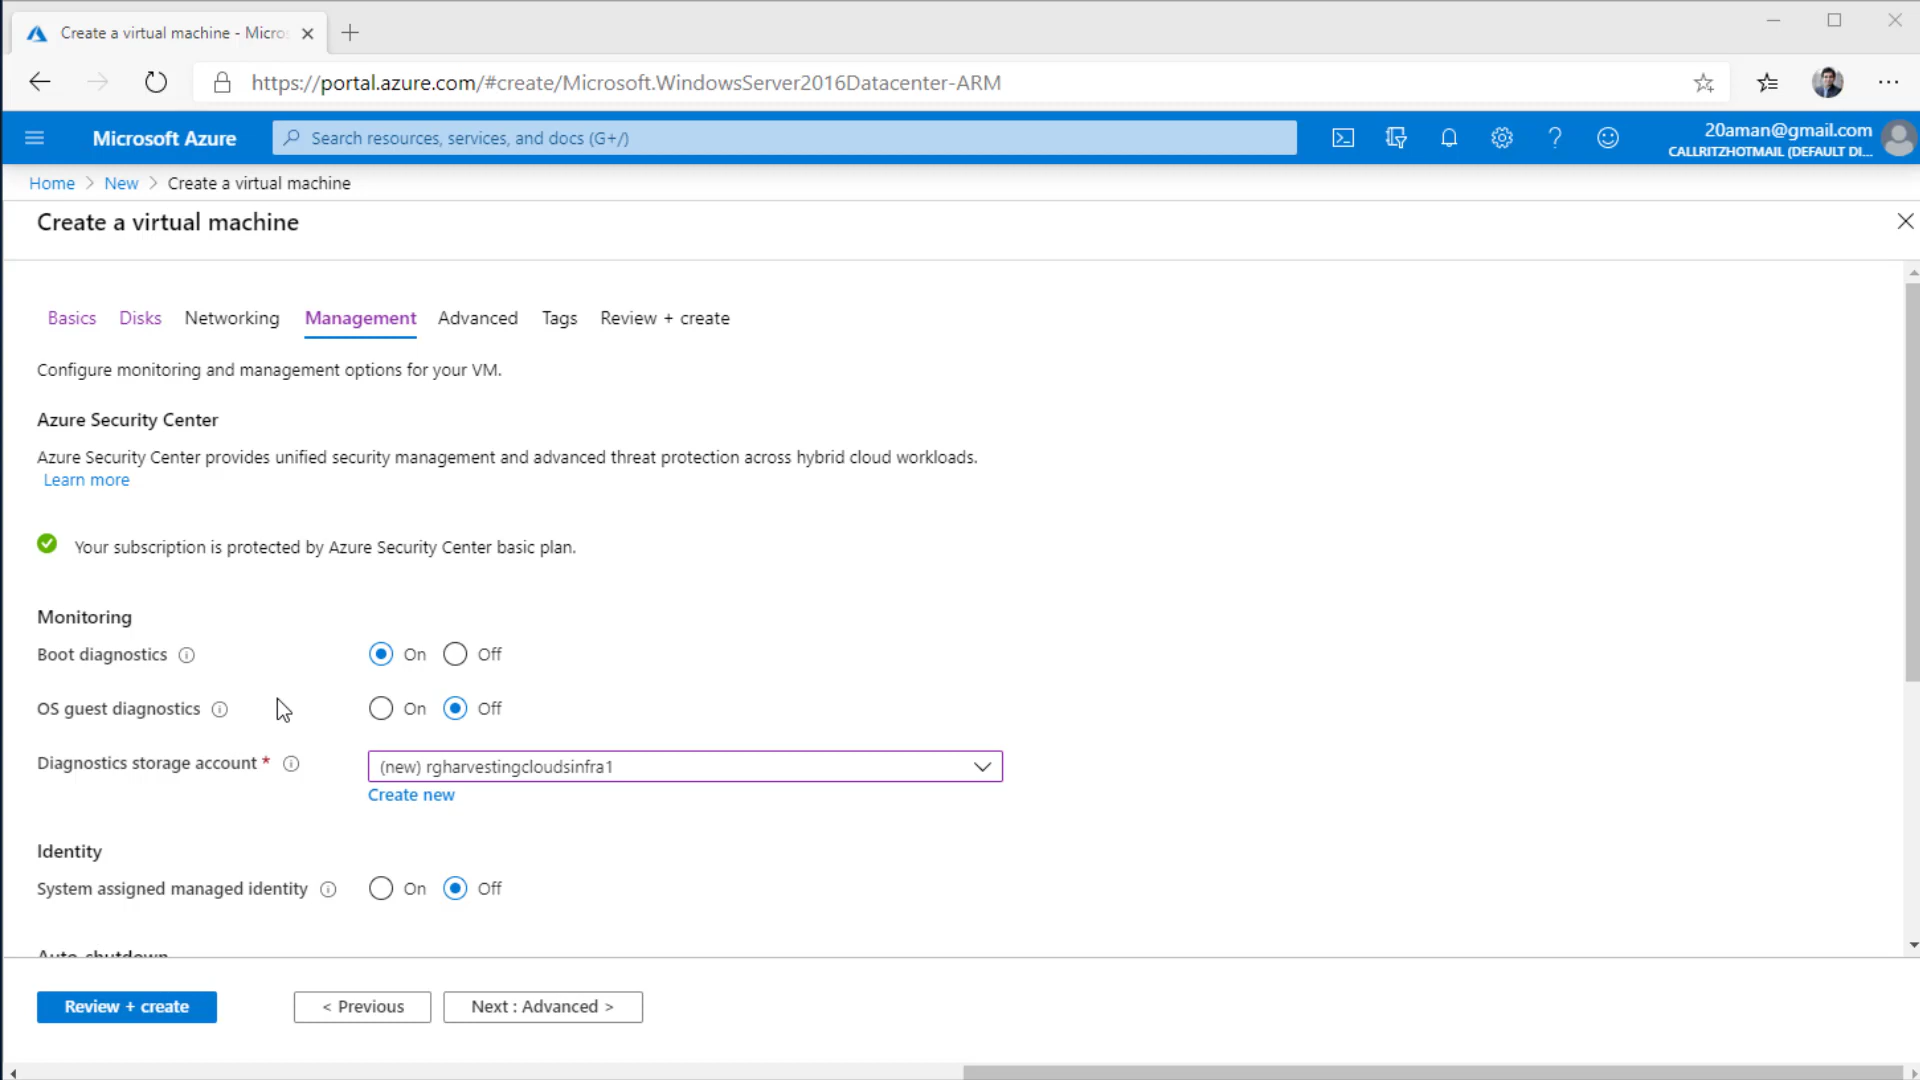 Create a virtual machine - Micro
https://portal.azure.com/#create/Microsoft.WindowsServer2016Datacenter-ARM
Microsoft Azure
Search resources, services, and docs (G+/)
20aman@gmail.com
CALLRITZHOTMAIL (DEFAULT DI...
Home > New > Create a virtual machine
Create a virtual machine
Basics Disks Networking Management Advanced Tags Review + create
Configure monitoring and management options for your VM.
Azure Security Center
Azure Security Center provides unified security management and advanced threat protection across hybrid cloud workloads.
Learn more
Your subscription is protected by Azure Security Center basic plan.
Monitoring
Boot diagnostics On Off
OS guest diagnostics On Off
Diagnostics storage account * (new) rgharvestingcloudsinfra1
Create new
Identity
System assigned managed identity On Off
Auto-shutdown
Review + create < Previous Next : Advanced >